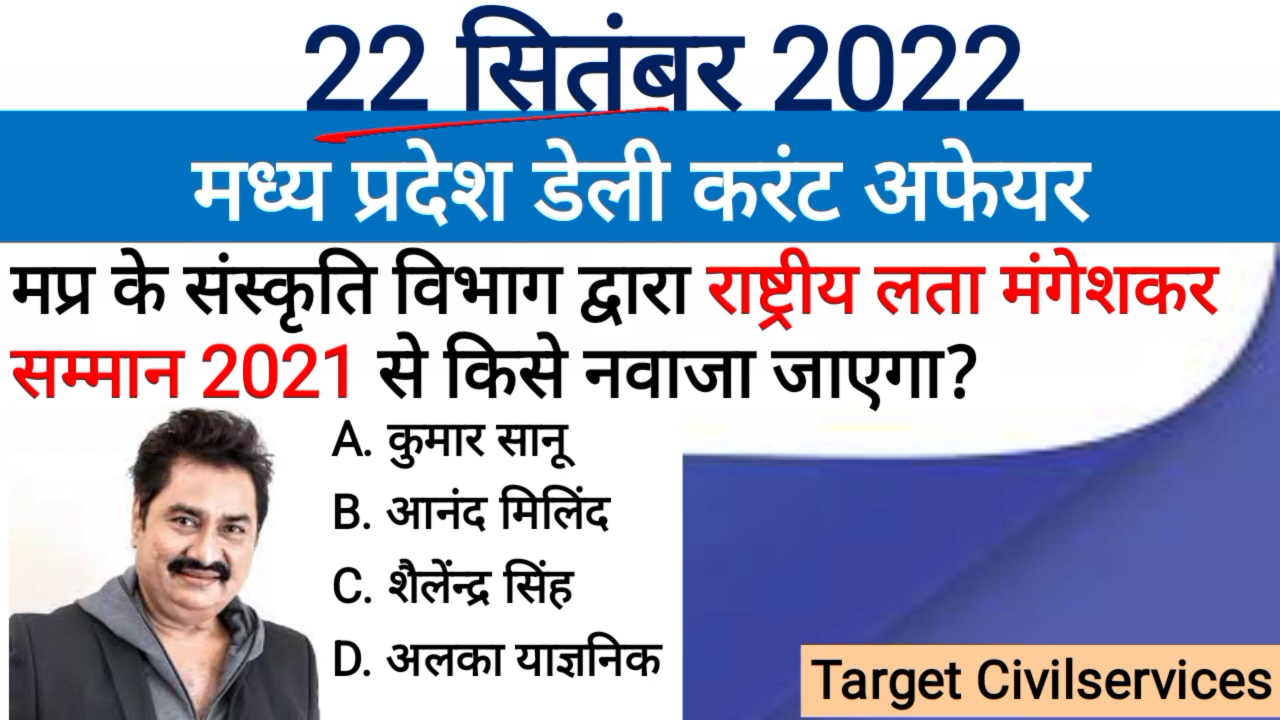 22 सितंबर 2022
मध्य प्रदेश डेली करंट अफेयर
मप्र के संस्कृति विभाग द्वारा राष्ट्रीय लता मंगेशकर
सम्मान 2021 से किसे नवाजा जाएगा?
A. कुमार सानू
B. आनंद मिलिंद
C. शैलेंन्द्र सिंह
D. अलका याज्ञनिक
Target Civilservices